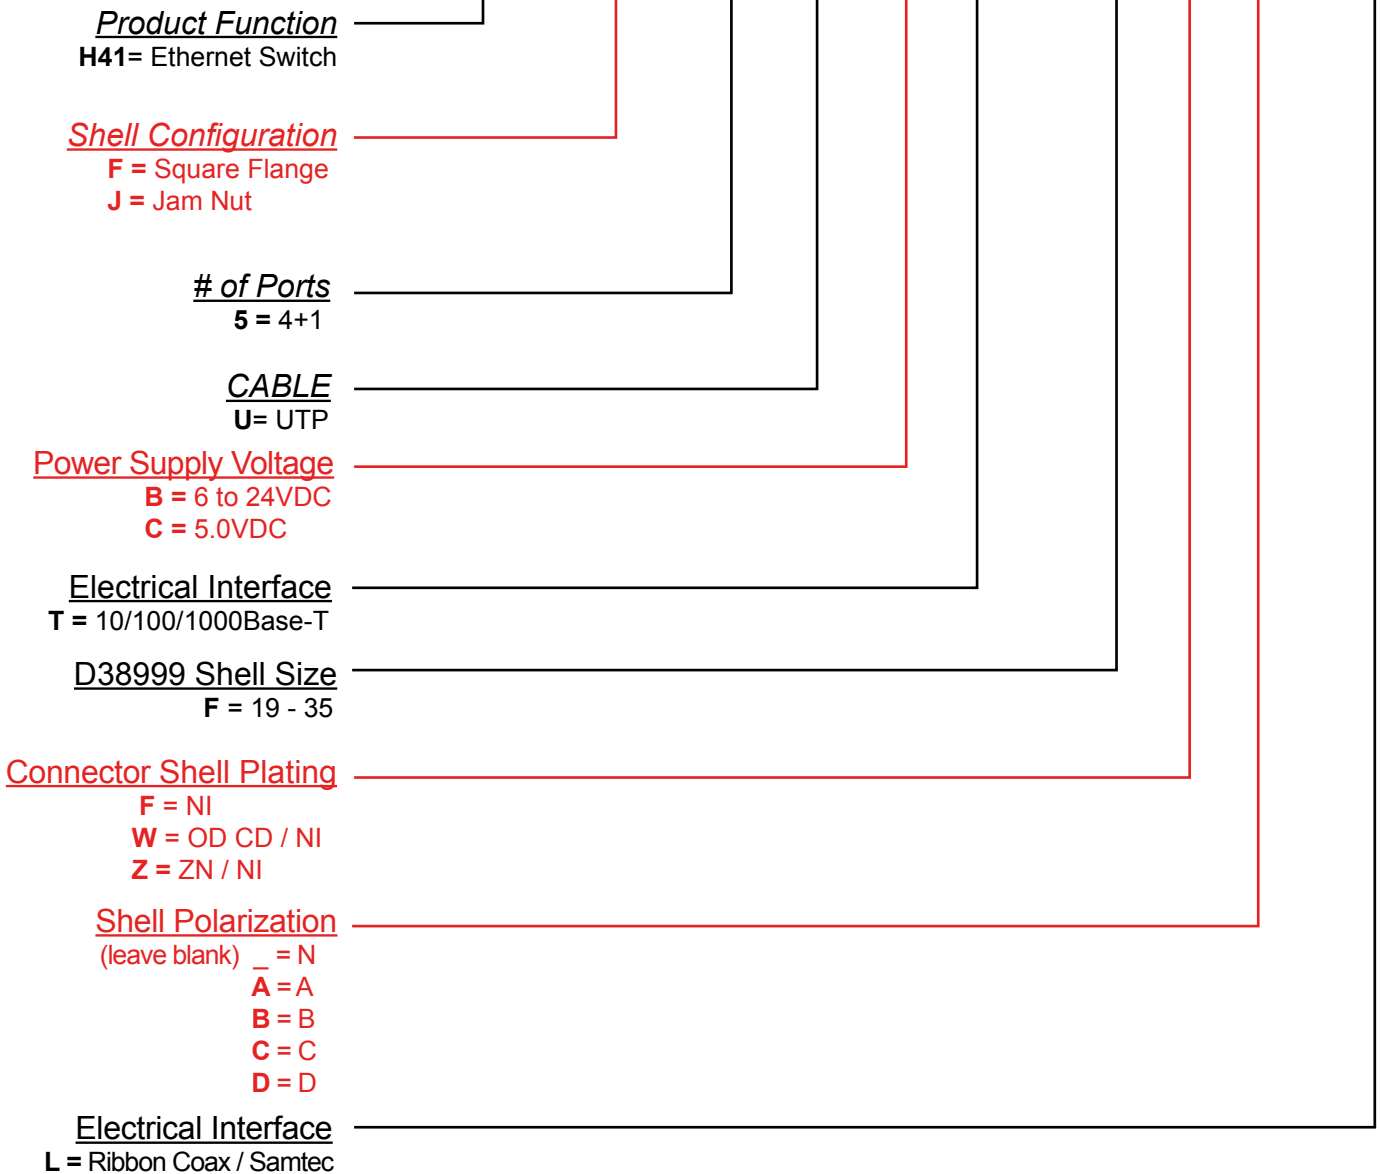 Product Function
H41= Ethernet Switch
Shell Configuration
F = Square Flange
J = Jam Nut
# of Ports
5 = 4+1
CABLE
U= UTP
Power Supply Voltage
B = 6 to 24VDC
C = 5.0VDC
Electrical Interface
T = 10/100/1000Base-T
D38999 Shell Size
F = 19 - 35
Connector Shell Plating
F = NI
W = OD CD / NI
Z = ZN / NI
Shell Polarization
(leave blank) _ = N
A = A
B = B
C = C
D = D
Electrical Interface
L = Ribbon Coax / Samtec